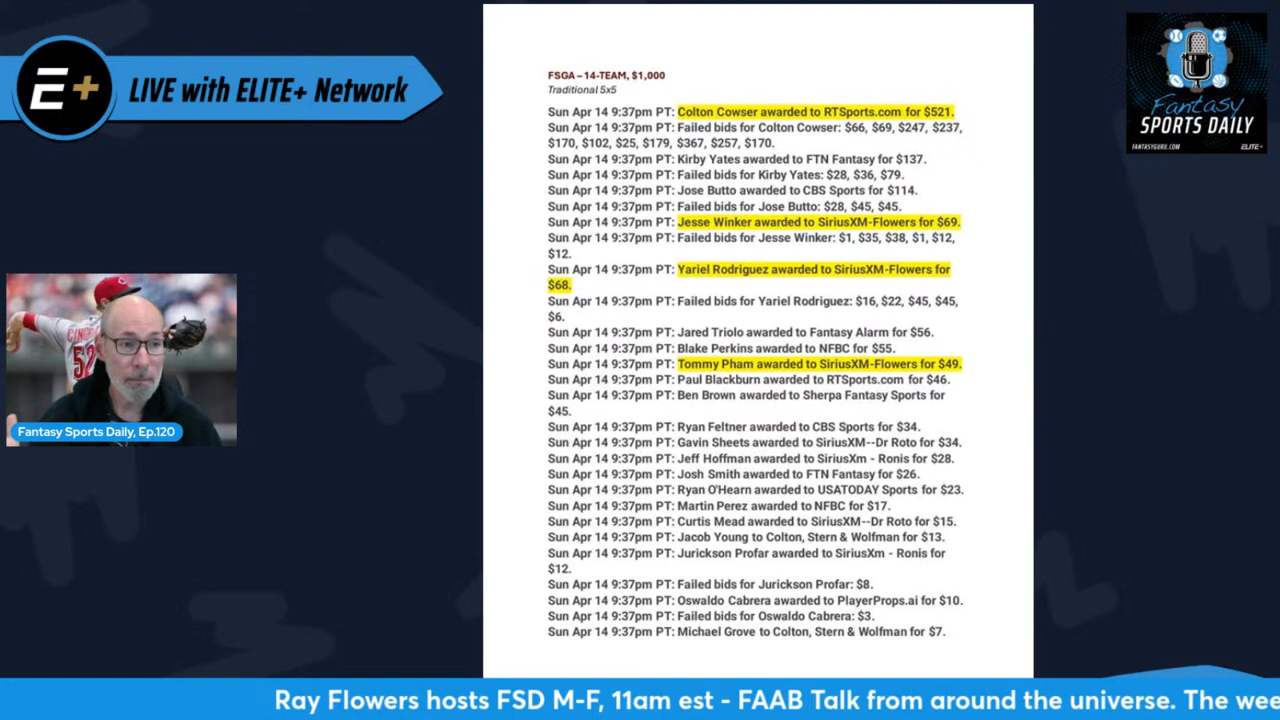 E+
LIVE with ELITE+ Network
FSGA – 14-TEAM, $1,000
Traditional 5x5
Sun Apr 14 9:37pm PT: Colton Cowser awarded to RTSports.com for $521.
Sun Apr 14 9:37pm PT: Failed bids for Colton Cowser: $66, $69, $247, $237,
$170, $102, $25, $179, $367, $257, $170.
Sun Apr 14 9:37pm PT: Kirby Yates awarded to FTN Fantasy for $137.
Sun Apr 14 9:37pm PT: Failed bids for Kirby Yates: $28, $36, $79.
Sun Apr 14 9:37pm PT: Jose Butto awarded to CBS Sports for $114.
Sun Apr 14 9:37pm PT: Failed bids for Jose Butto: $28, $45, $45.
Sun Apr 14 9:37pm PT: Jesse Winker awarded to SiriusXM-Flowers for $69.
Sun Apr 14 9:37pm PT: Failed bids for Jesse Winker: $1, $35, $38, $1, $12,
$12.
Sun Apr 14 9:37pm PT: Yariel Rodriguez awarded to SiriusXM-Flowers for
$68.
Sun Apr 14 9:37pm PT: Failed bids for Yariel Rodriguez: $16, $22, $45, $45,
$6.
Sun Apr 14 9:37pm PT: Jared Triolo awarded to Fantasy Alarm for $56.
Sun Apr 14 9:37pm PT: Blake Perkins awarded to NFBC for $55.
Sun Apr 14 9:37pm PT: Tommy Pham awarded to SiriusXM-Flowers for $49.
Sun Apr 14 9:37pm PT: Paul Blackburn awarded to RTSports.com for $46.
Sun Apr 14 9:37pm PT: Ben Brown awarded to Sherpa Fantasy Sports for
$45.
Sun Apr 14 9:37pm PT: Ryan Feltner awarded to CBS Sports for $34.
Sun Apr 14 9:37pm PT: Gavin Sheets awarded to SiriusXM--Dr Roto for $34.
Sun Apr 14 9:37pm PT: Jeff Hoffman awarded to SiriusXm - Ronis for $28.
Sun Apr 14 9:37pm PT: Josh Smith awarded to FTN Fantasy for $26.
Sun Apr 14 9:37pm PT: Ryan O'Hearn awarded to USATODAY Sports for $23.
Sun Apr 14 9:37pm PT: Martin Perez awarded to NFBC for $17.
Sun Apr 14 9:37pm PT: Curtis Mead awarded to SiriusXM--Dr Roto for $15.
Sun Apr 14 9:37pm PT: Jacob Young to Colton, Stern & Wolfman for $13.
Sun Apr 14 9:37pm PT: Jurickson Profar awarded to SiriusXm - Ronis for
$12.
Sun Apr 14 9:37pm PT: Failed bids for Jurickson Profar: $8.
Sun Apr 14 9:37pm PT: Oswaldo Cabrera awarded to PlayerProps.ai for $10.
Sun Apr 14 9:37pm PT: Failed bids for Oswaldo Cabrera: $3.
Sun Apr 14 9:37pm PT: Michael Grove to Colton, Stern & Wolfman for $7.
Fantasy
SPORTS DAILY
FANTASYGURU.COM
ELITE+
CINCINN
52
Fantasy Sports Daily, Ep.120
Ray Flowers hosts FSD M-F, 11am est - FAAB Talk from around the universe. The wee